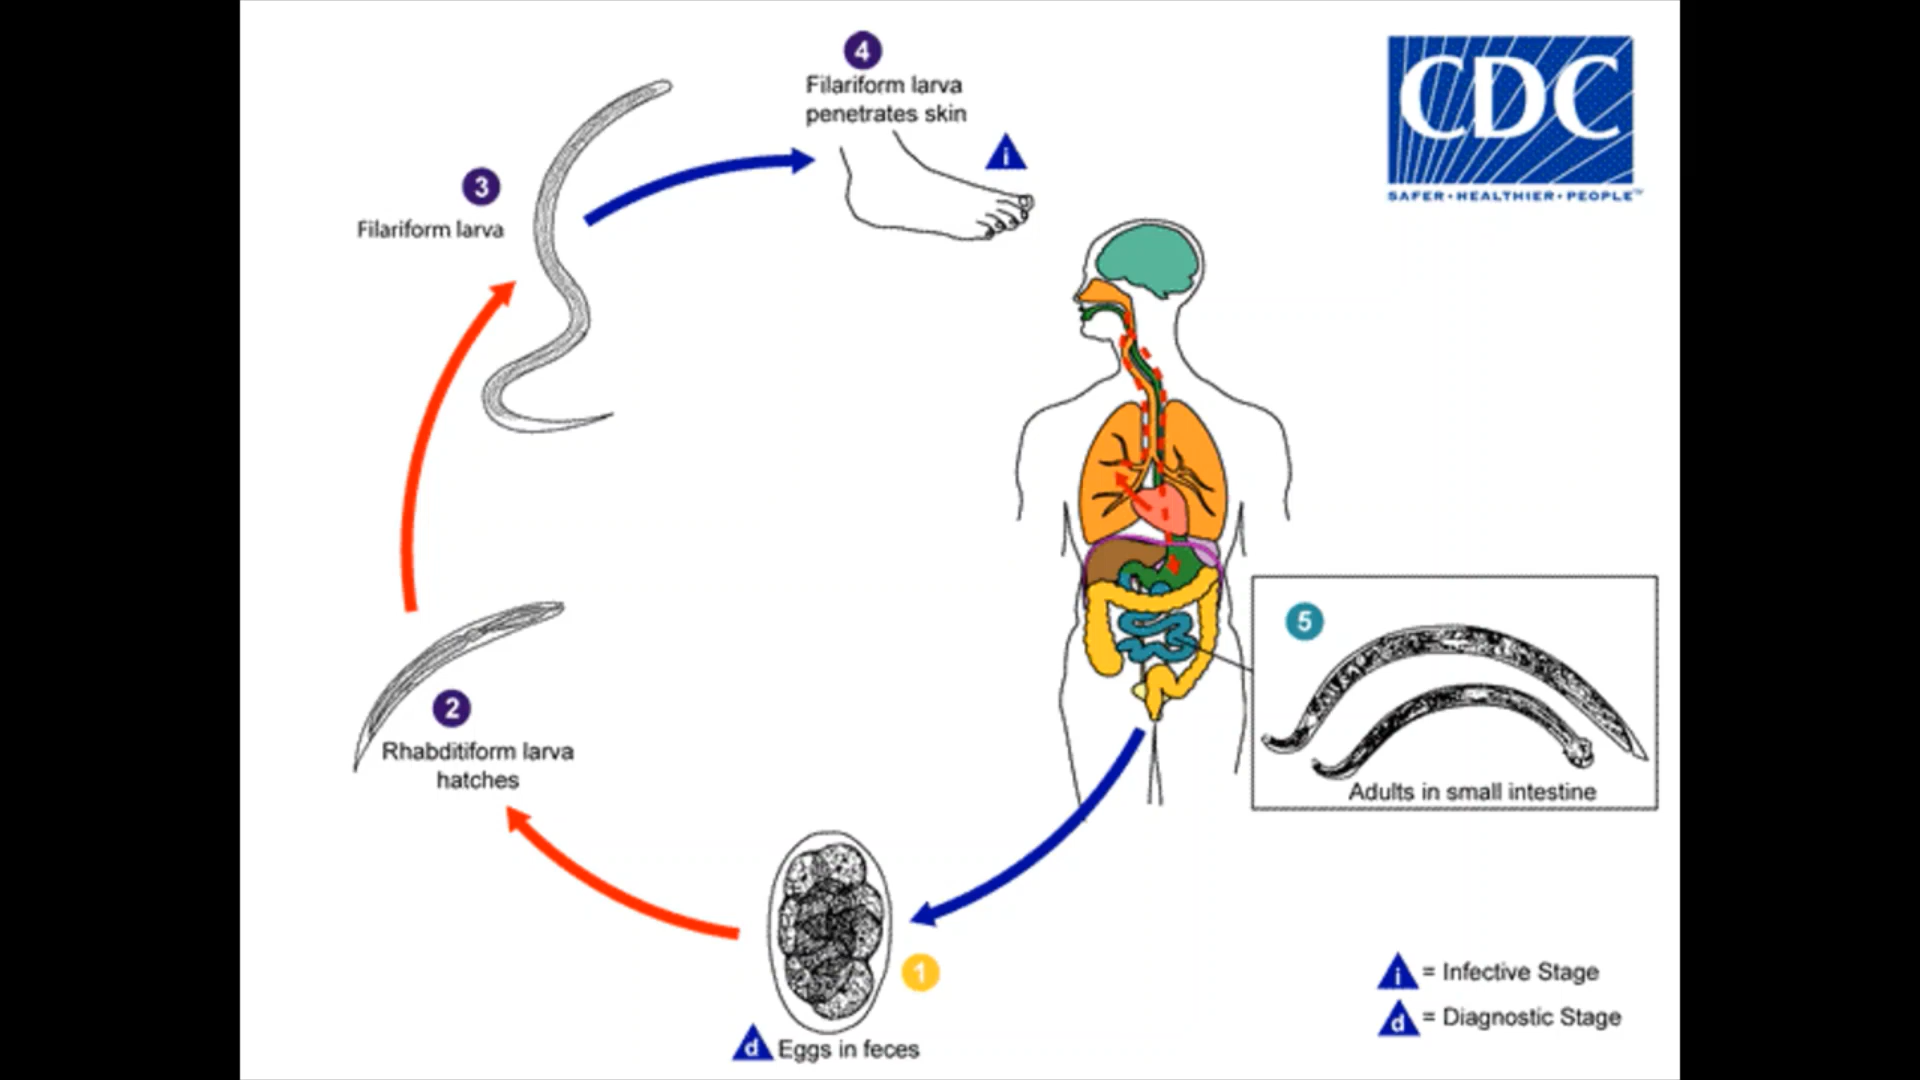 4
Filariform larva
penetrates skin
i
CDC
SAFER • HEALTHIER • PEOPLE™
3
Filariform larva
5
Adults in small intestine
2
Rhabditiform larva
hatches
1
d Eggs in feces
i = Infective Stage
d = Diagnostic Stage